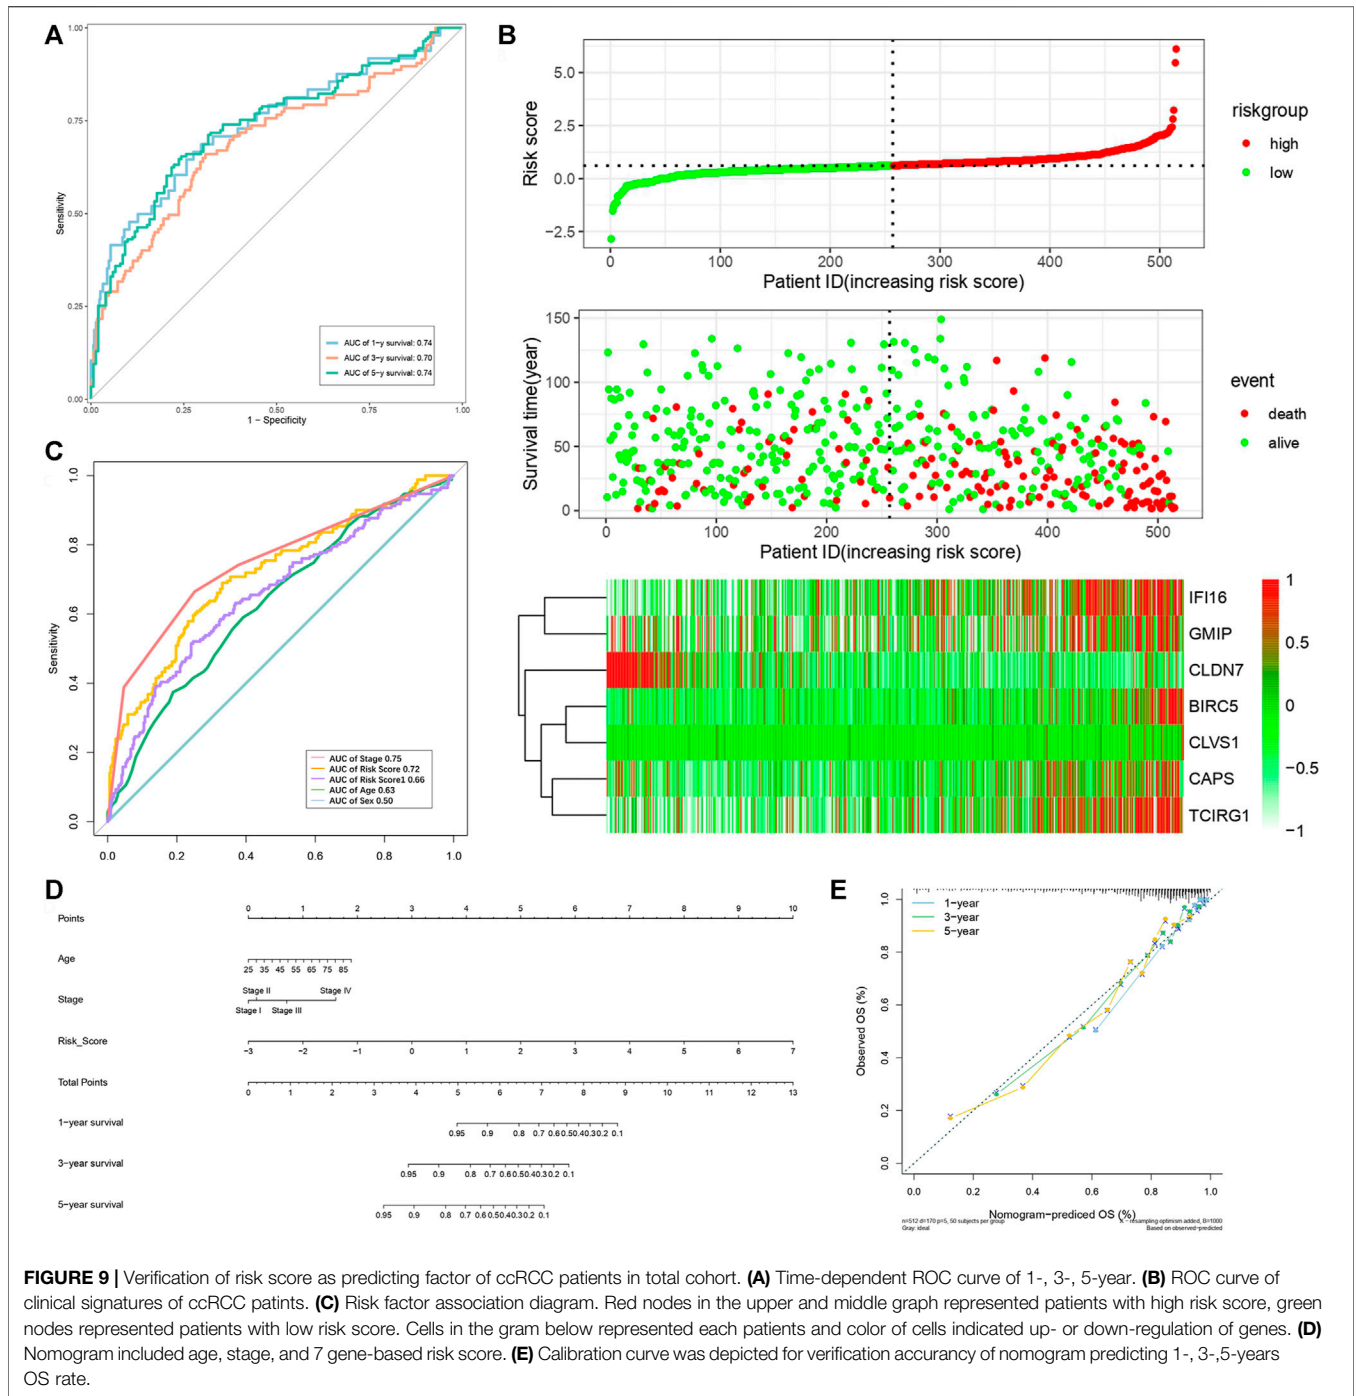 A
1.00
0.75
0.50
0.25
0.00
0.00
0.25
0.50
0.75
1.00
Sensitivity
1 − Specificity
AUC of 1−y survival: 0.74
AUC of 3−y survival: 0.70
AUC of 5−y survival: 0.74
B
Risk score
5.0
2.5
0.0
−2.5
0
100
200
300
400
500
Patient ID(increasing risk score)
riskgroup
high
low
Survival time(year)
150
100
50
0
0
100
200
300
400
500
Patient ID(increasing risk score)
event
death
alive
IFI16
GMIP
CLDN7
BIRC5
CLVS1
CAPS
TCIRG1
1
0.5
0
−0.5
−1
C
Sensitivity
1.0
0.8
0.6
0.4
0.2
0.0
0.0
0.2
0.4
0.6
0.8
1.0
AUC of Stage 0.75
AUC of Risk Score 0.72
AUC of Risk Score1 0.66
AUC of Age 0.63
AUC of Sex 0.50
D
Points
0 1 2 3 4 5 6 7 8 9 10
Age
25 35 45 55 65 75 85
Stage
Stage II Stage IV
Stage I Stage III
Risk_Score
−3 −2 −1 0 1 2 3 4 5 6 7
Total Points
0 1 2 3 4 5 6 7 8 9 10 11 12 13
1−year survival
0.95 0.9 0.8 0.7 0.6 0.5 0.4 0.3 0.2 0.1
3−year survival
0.95 0.9 0.8 0.7 0.6 0.5 0.4 0.3 0.2 0.1
5−year survival
0.95 0.9 0.8 0.7 0.6 0.5 0.4 0.3 0.2 0.1
E
1−year
3−year
5−year
Observed OS (%)
1.0
0.8
0.6
0.4
0.2
0.0
0.0 0.2 0.4 0.6 0.8 1.0
Nomogram−prediced OS (%)
n=512 d=170 p=5, 50 subjects per group
Gray: ideal
X − resampling optimism added, B=1000
Based on observed−predicted
FIGURE 9 | Verification of risk score as predicting factor of ccRCC patients in total cohort. (A) Time-dependent ROC curve of 1-, 3-, 5-year. (B) ROC curve of
clinical signatures of ccRCC patints. (C) Risk factor association diagram. Red nodes in the upper and middle graph represented patients with high risk score, green
nodes represented patients with low risk score. Cells in the gram below represented each patients and color of cells indicated up- or down-regulation of genes. (D)
Nomogram included age, stage, and 7 gene-based risk score. (E) Calibration curve was depicted for verification accurancy of nomogram predicting 1-, 3-,5-years
OS rate.